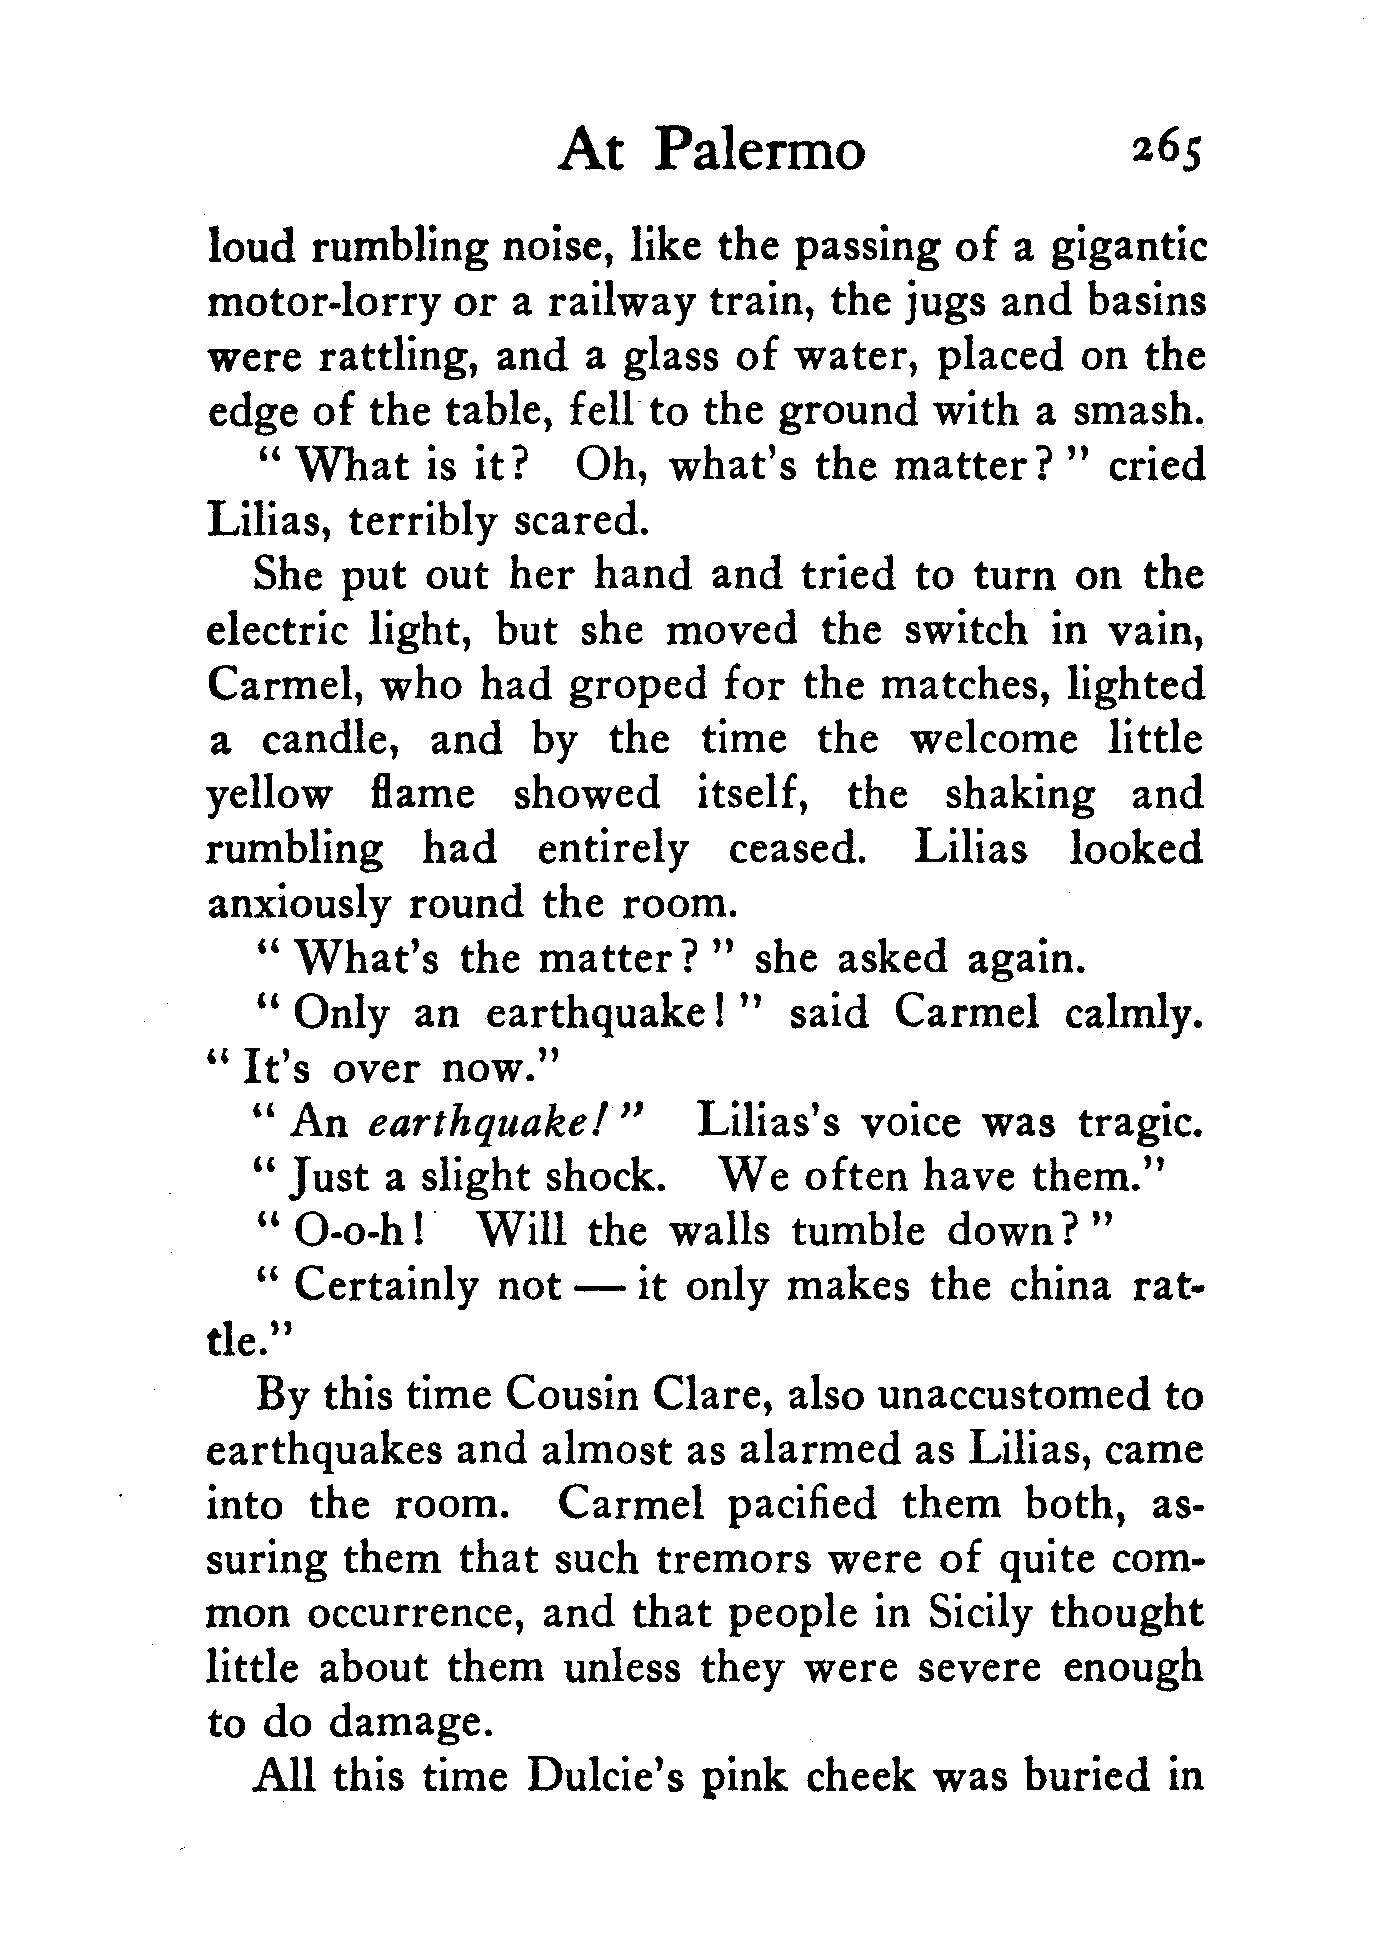 At Palermo 265
loud rumbling noise, like the passing of a gigantic
motor-lorry or a railway train, the jugs and basins
were rattling, and a glass of water, placed on the
edge of the table, fell to the ground with a smash.
“ What is it? Oh, what's the matter? ” cried
Lilias, terribly scared.
She put out her hand and tried to turn on the
electric light, but she moved the switch in vain,
Carmel, who had groped for the matches, lighted
a candle, and by the time the welcome little
yellow flame showed itself, the shaking and
rumbling had entirely ceased. Lilias looked
anxiously round the room.
“ What's the matter? ” she asked again.
“ Only an earthquake! ” said Carmel calmly.
“ It's over now.”
“ An earthquake! ” Lilias's voice was tragic.
“ Just a slight shock. We often have them.”
“ O-o-h! Will the walls tumble down? ”
“ Certainly not — it only makes the china rat-
tle.”
By this time Cousin Clare, also unaccustomed to
earthquakes and almost as alarmed as Lilias, came
into the room. Carmel pacified them both, as-
suring them that such tremors were of quite com-
mon occurrence, and that people in Sicily thought
little about them unless they were severe enough
to do damage.
All this time Dulcie's pink cheek was buried in